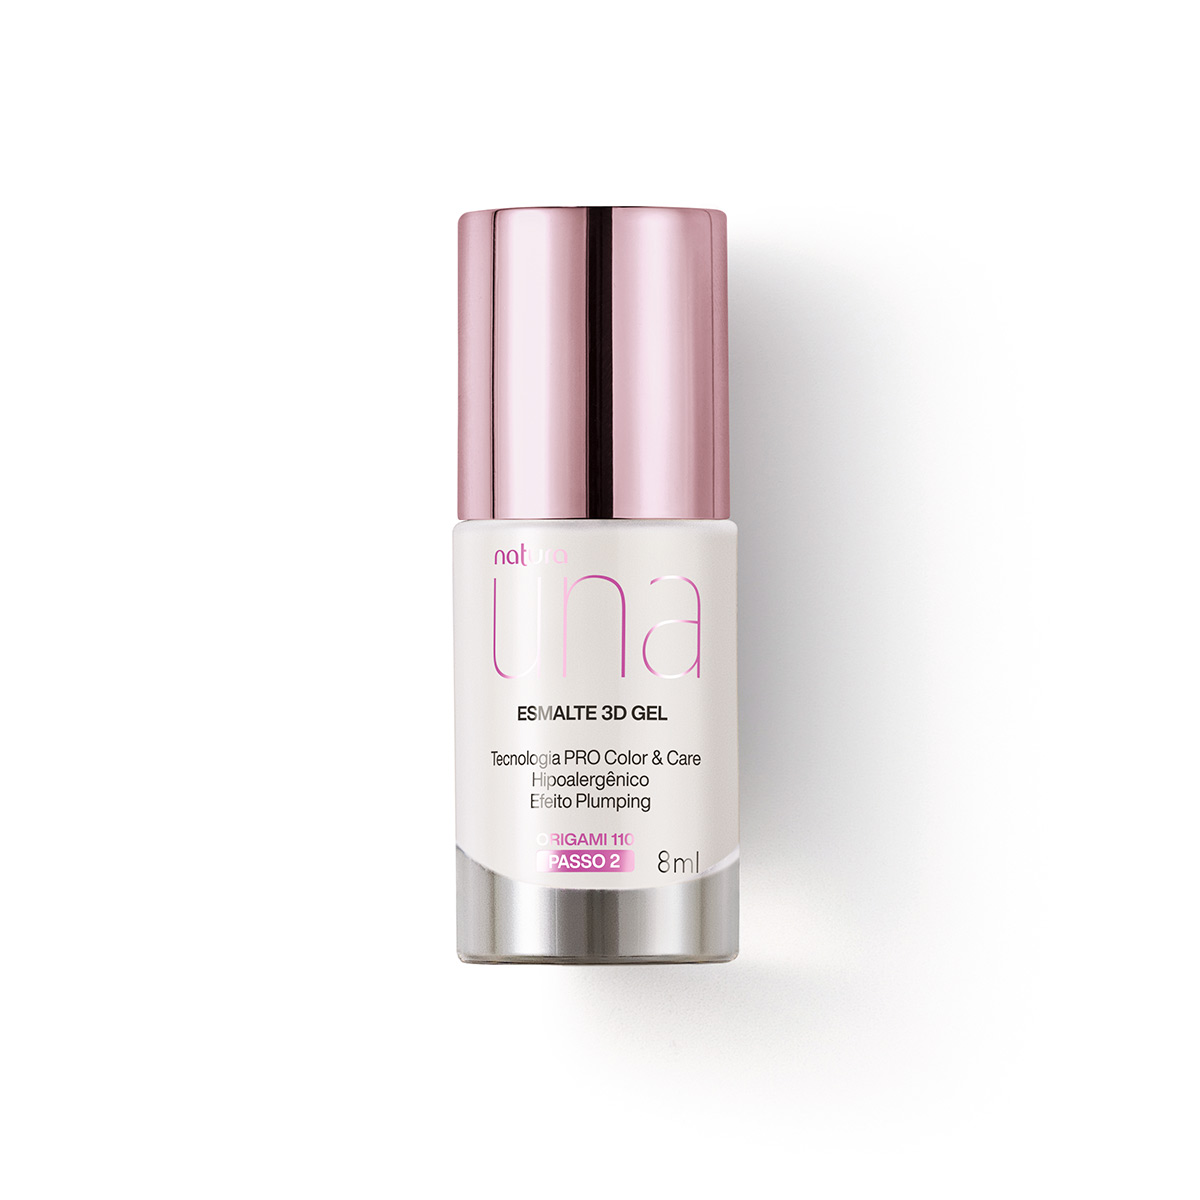 natura
una
ESMALTE 3D GEL
Tecnologia PRO Color & Care
Hipoalergênico
Efeito Plumping
ORIGAMI 110
PASSO 2
8ml